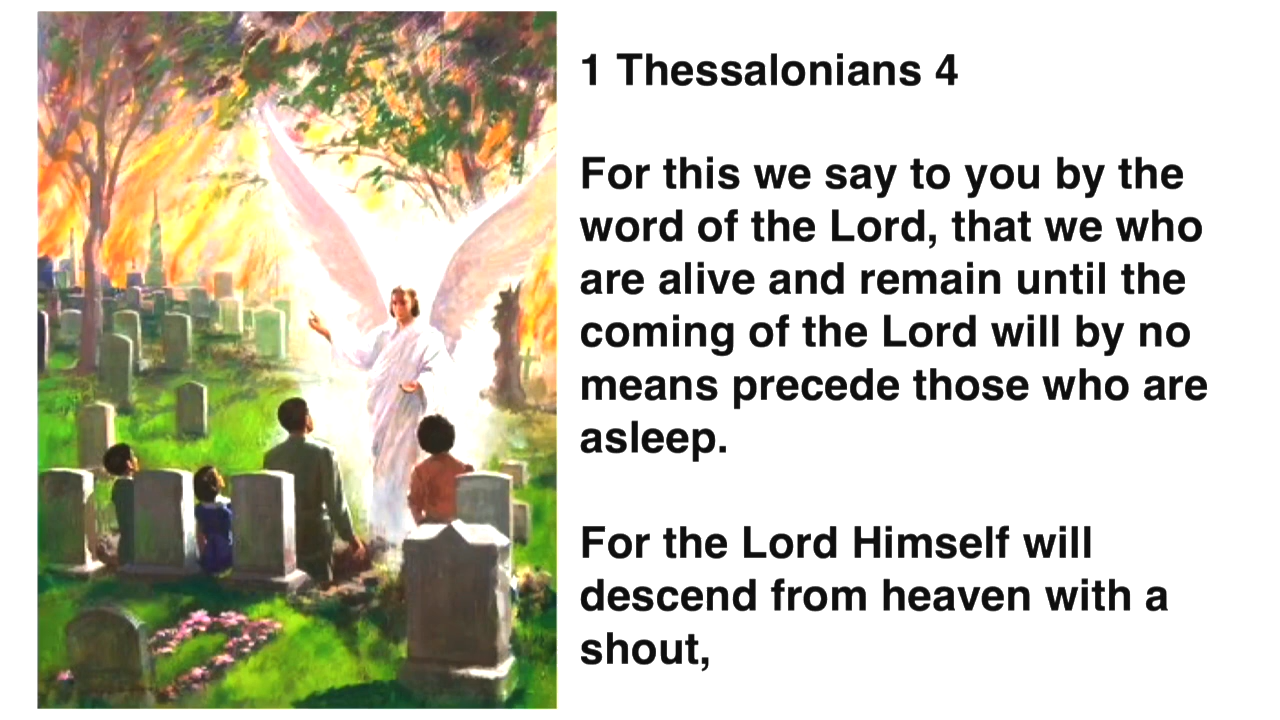 1 Thessalonians 4
For this we say to you by the
word of the Lord, that we who
are alive and remain until the
coming of the Lord will by no
means precede those who are
asleep.
For the Lord Himself will
descend from heaven with a
shout,